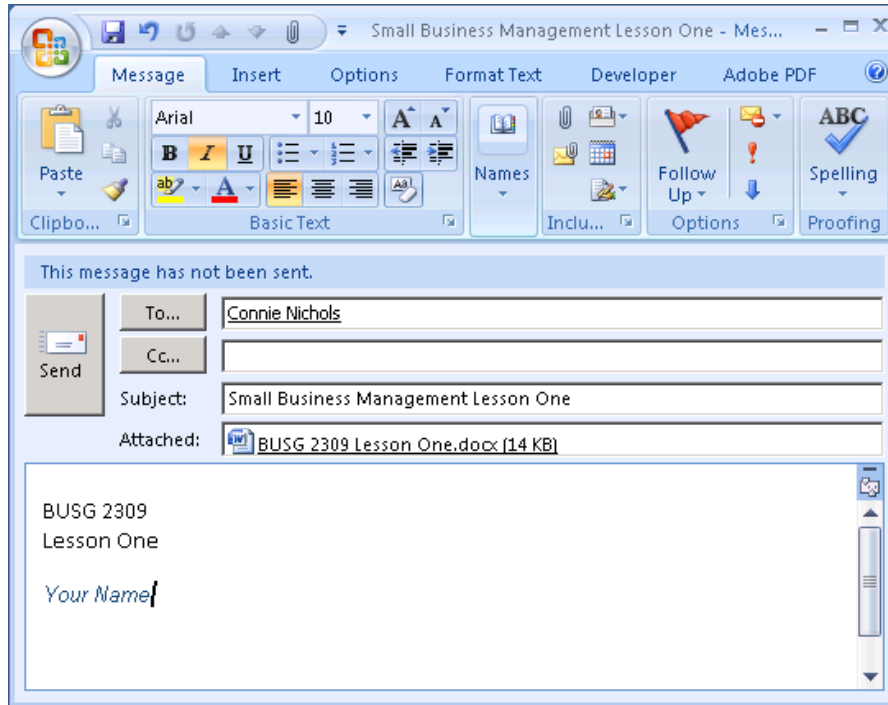 Small Business Management Lesson One - Mes...
Message Insert Options Format Text Developer Adobe PDF
Paste
Clipbo...
Arial 10 A A
B I U
ab A Aa
Basic Text
Names
Inclu...
Follow Up
Options
ABC
Spelling
Proofing
This message has not been sent.
Send
To... Connie Nichols
Cc...
Subject: Small Business Management Lesson One
Attached: BUSG 2309 Lesson One.docx (14 KB)
BUSG 2309
Lesson One
Your Name